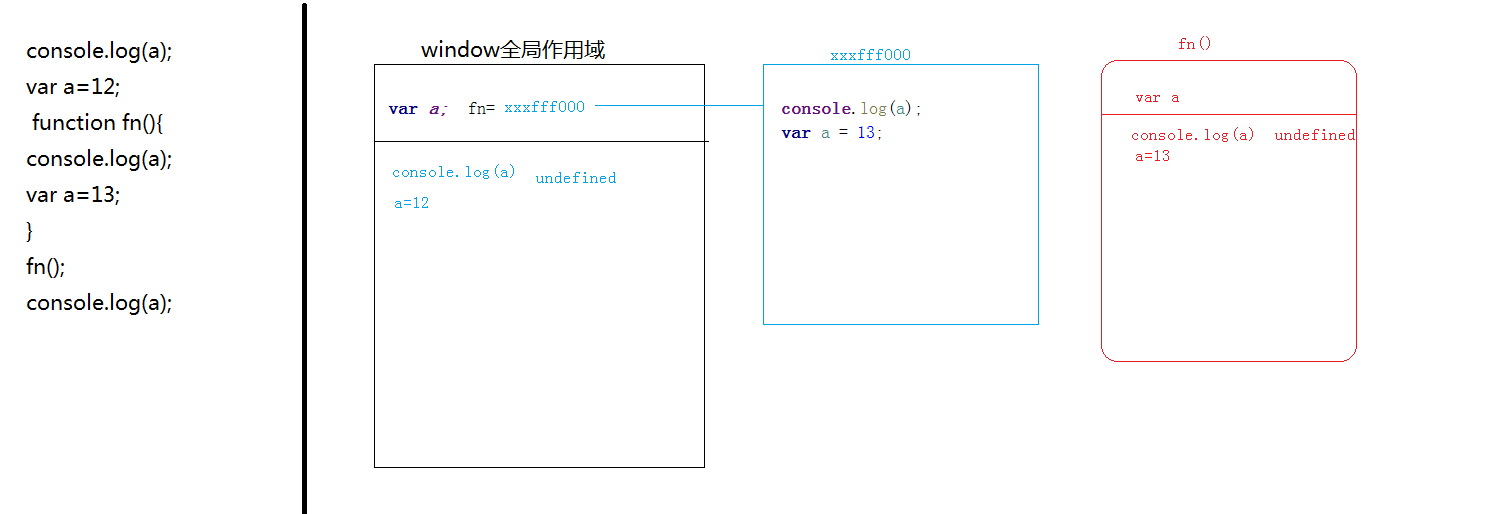 console.log(a);
var a=12;
function fn(){
console.log(a);
var a=13;
}
fn();
console.log(a);
window全局作用域
var a; fn= xxxfff000
console.log(a) undefined
a=12
xxxfff000
console.log(a);
var a = 13;
fn()
var a
console.log(a) undefined
a=13